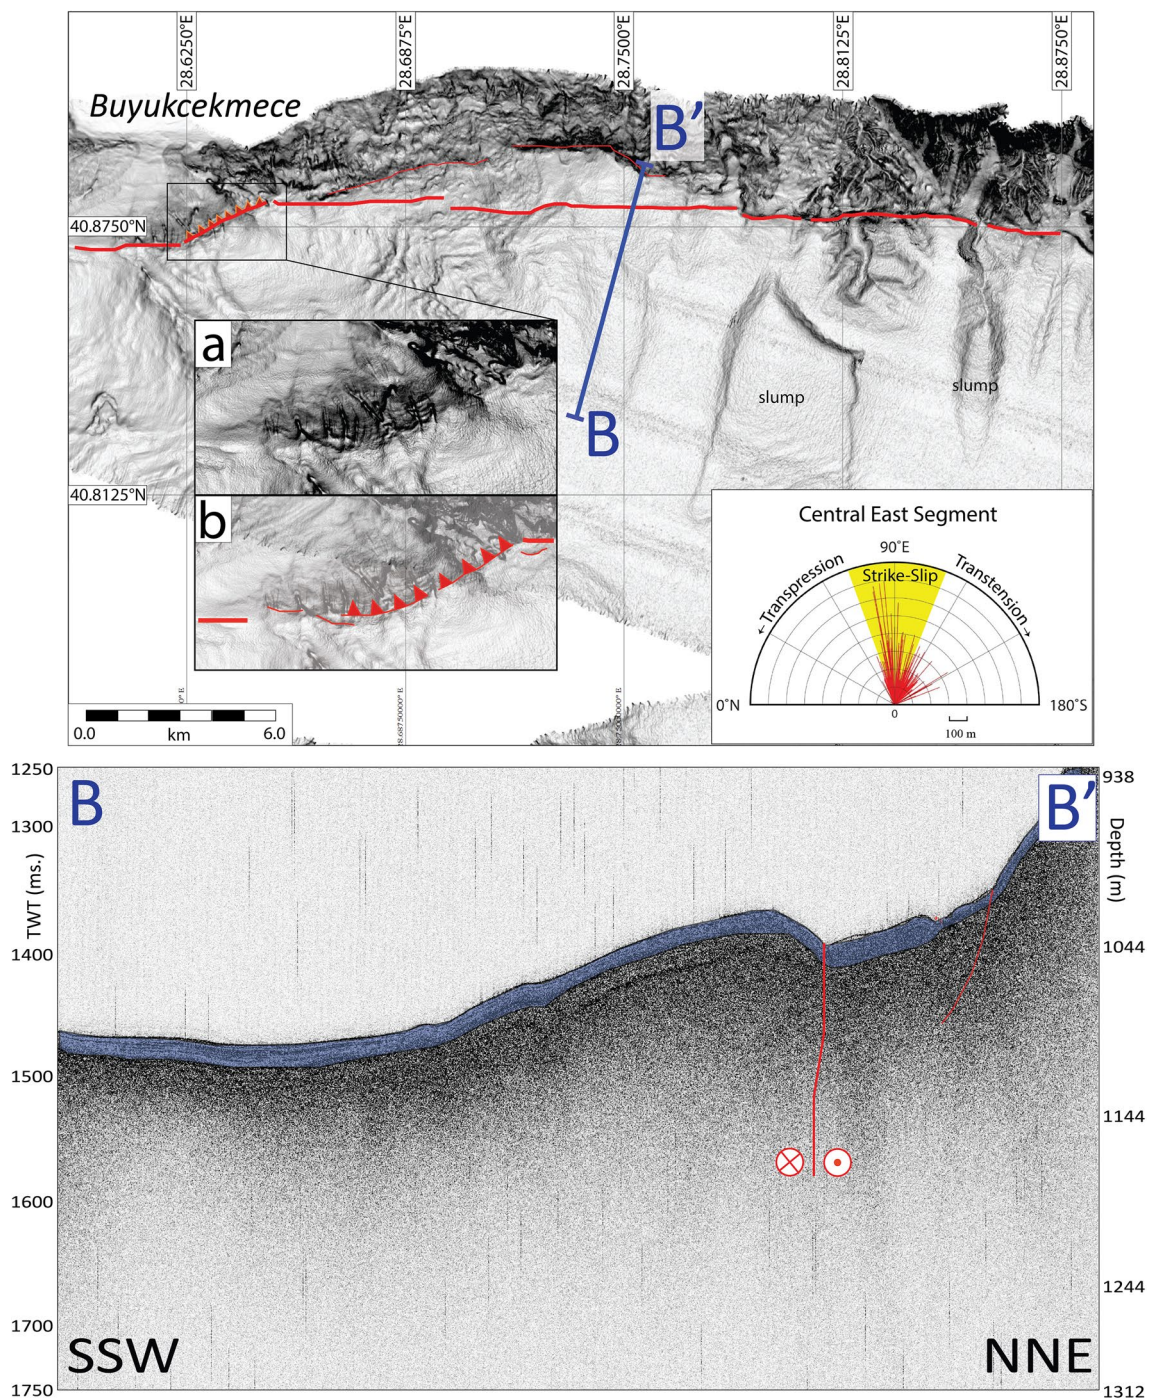 28.6250°E
28.6875°E
28.7500°E
28.8125°E
28.8750°E
Buyukcekmece
B’
40.8750°N
a
B
slump
slump
40.8125°N
b
Central East Segment
90˚E
←Transpression
Strike-Slip
Transtension→
0˚N
180˚S
0
100 m
0.0
km
6.0
1250
B
B’
938
1300
TWT (ms.)
Depth (m)
1400
1044
1500
1144
1600
1244
1700
SSW
NNE
1750
1312